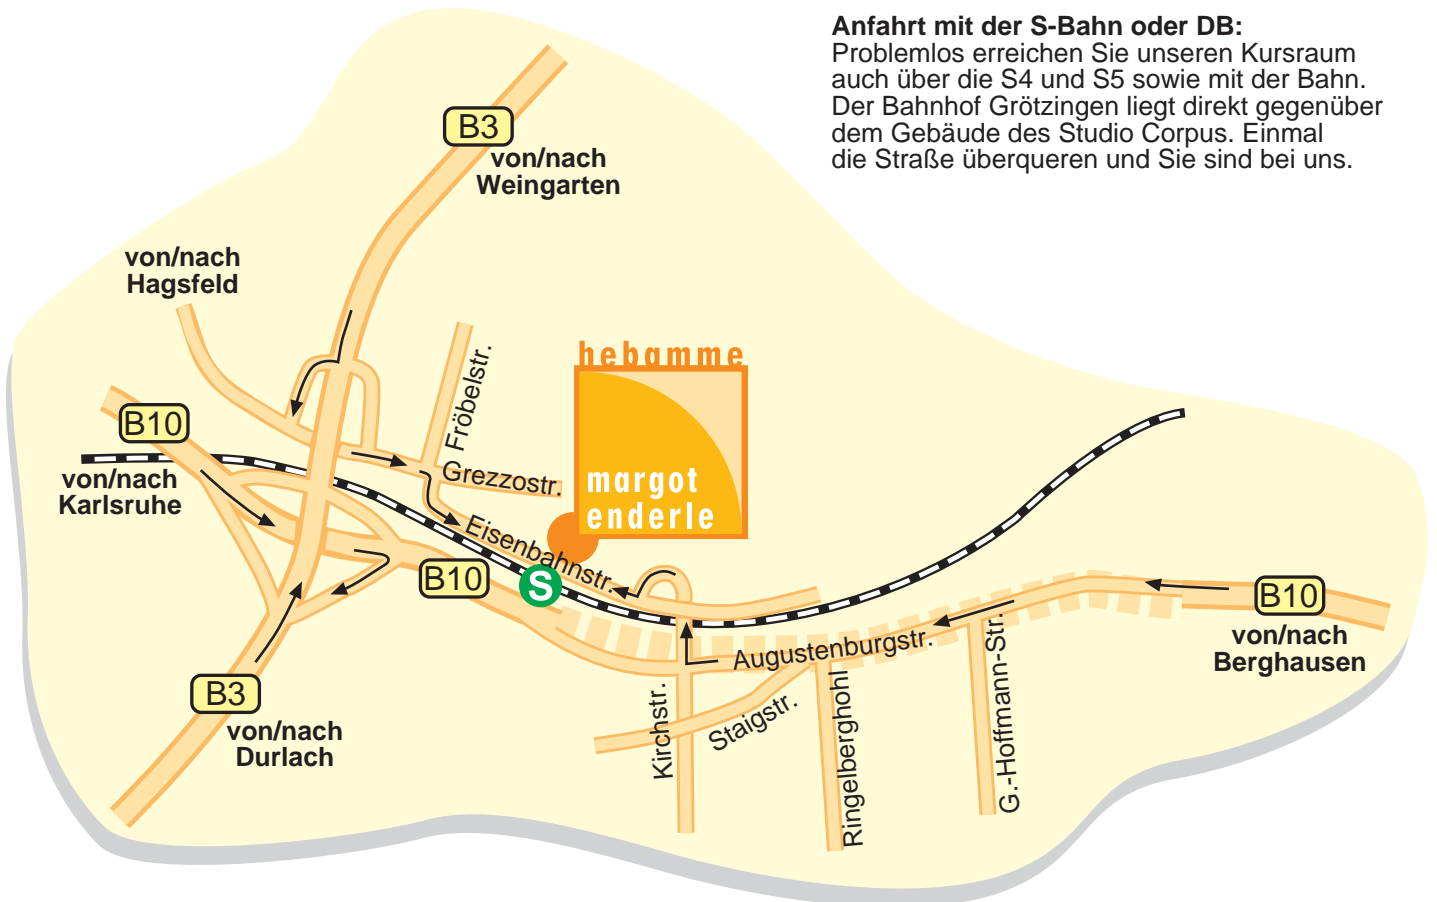 Anfahrt mit der S-Bahn oder DB:
Problemlos erreichen Sie unseren Kursraum
auch über die S4 und S5 sowie mit der Bahn.
Der Bahnhof Grötzingen liegt direkt gegenüber
dem Gebäude des Studio Corpus. Einmal
die Straße überqueren und Sie sind bei uns.
B3
von/nach
Weingarten
von/nach
Hagsfeld
B10
von/nach
Karlsruhe
Fröbelstr.
Grezzostr.
hebamme
margot
enderle
Eisenbahnstr.
S
B10
B10
von/nach
Berghausen
Augustenburgstr.
Kirchstr.
Staigstr.
Ringelberghohl
G.-Hoffmann-Str.
B3
von/nach
Durlach